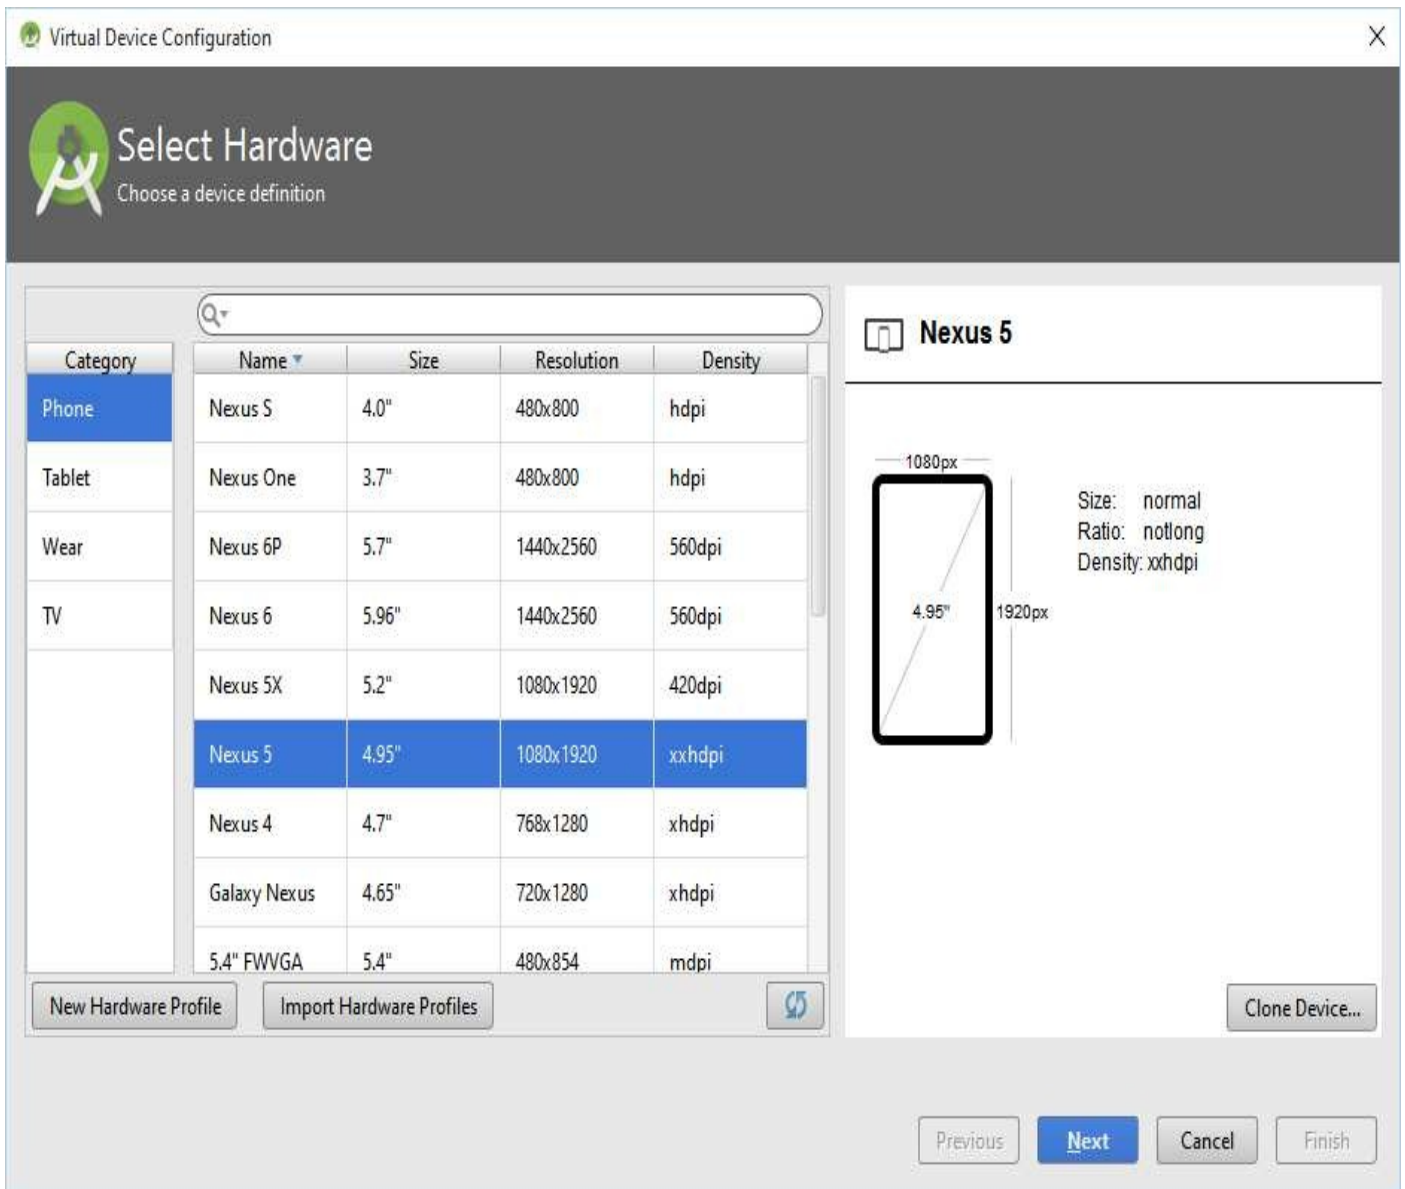 Virtual Device Configuration
Select Hardware
Choose a device definition
Category
Phone
Tablet
Wear
TV
Name Size Resolution Density
Nexus S 4.0" 480x800 hdpi
Nexus One 3.7" 480x800 hdpi
Nexus 6P 5.7" 1440x2560 560dpi
Nexus 6 5.96" 1440x2560 560dpi
Nexus 5X 5.2" 1080x1920 420dpi
Nexus 5 4.95" 1080x1920 xxhdpi
Nexus 4 4.7" 768x1280 xhdpi
Galaxy Nexus 4.65" 720x1280 xhdpi
5.4" FWVGA 5.4" 480x854 mdpi
New Hardware Profile Import Hardware Profiles
Nexus 5
1080px
4.95"
1920px
Size: normal
Ratio: notlong
Density: xxhdpi
Clone Device...
Previous Next Cancel Finish